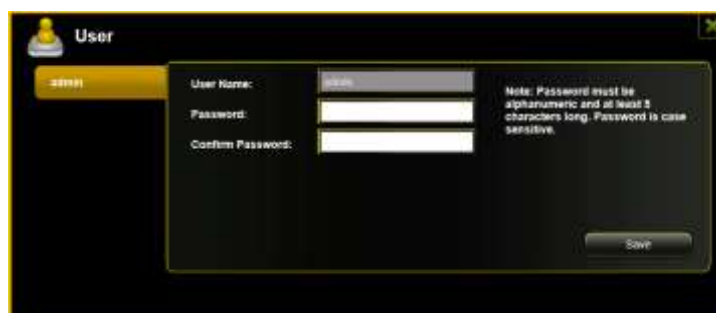 User
admin
User Name:
admin
Password:
Confirm Password:
Note: Password must be
alphanumeric and at least 5
characters long. Password is case
sensitive.
Save